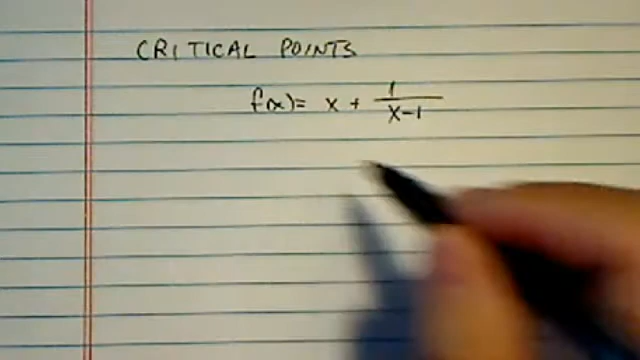 CRITICAL POINTS
f(x)= x + 1/(x-1)